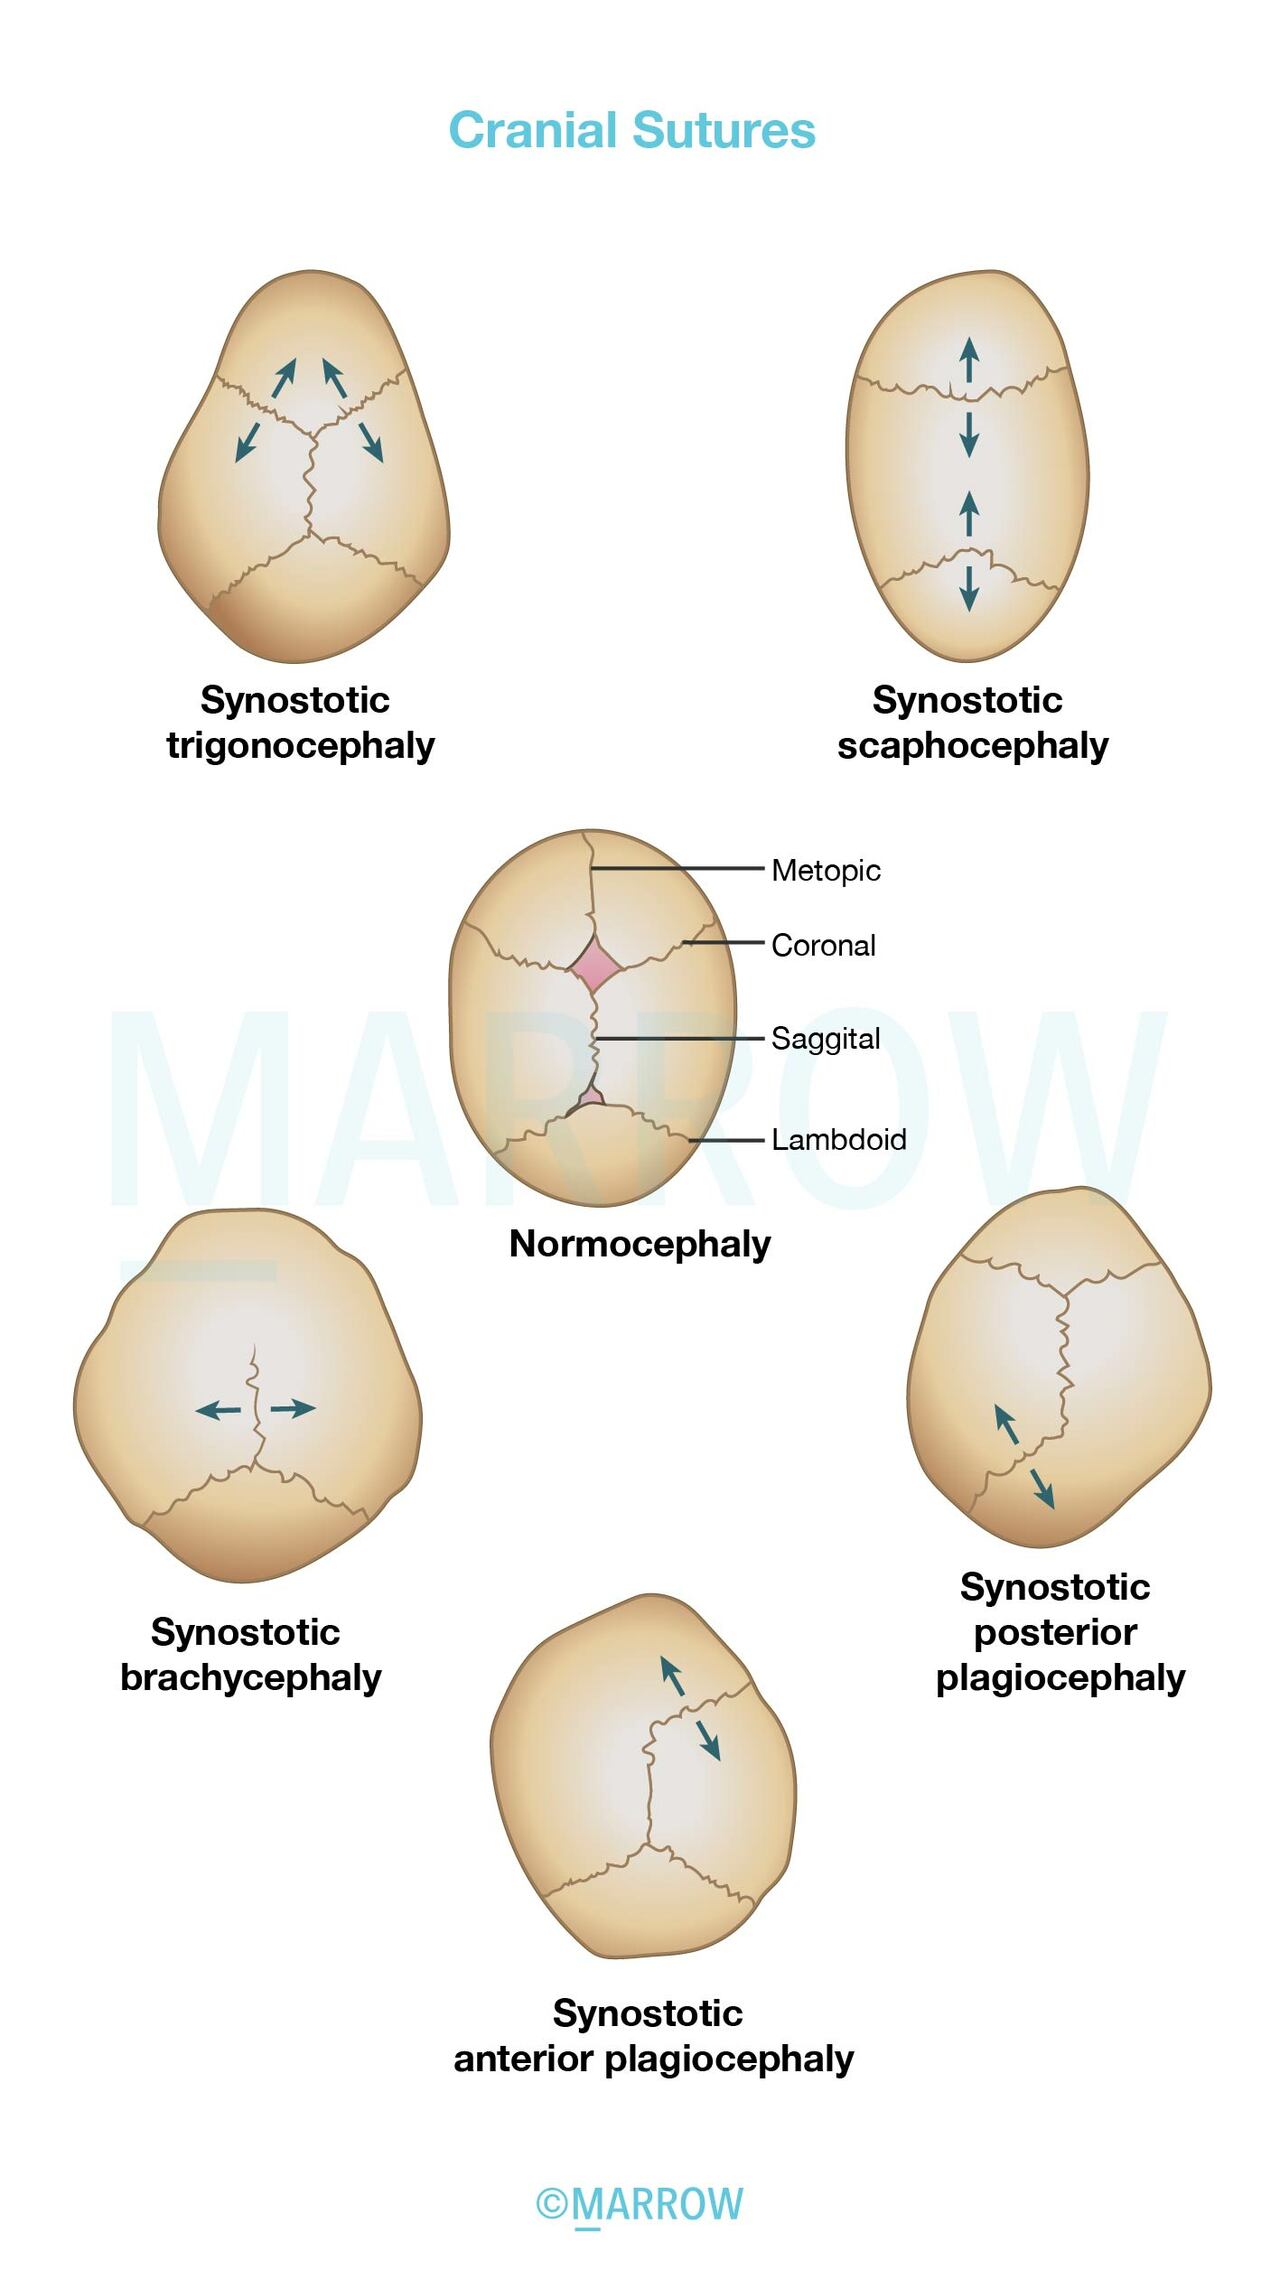 Cranial Sutures
Synostotic
trigonocephaly
Synostotic
scaphocephaly
Metopic
Coronal
Saggital
Lambdoid
MARROW
Normocephaly
Synostotic
brachycephaly
Synostotic
posterior
plagiocephaly
Synostotic
anterior plagiocephaly
©MARROW